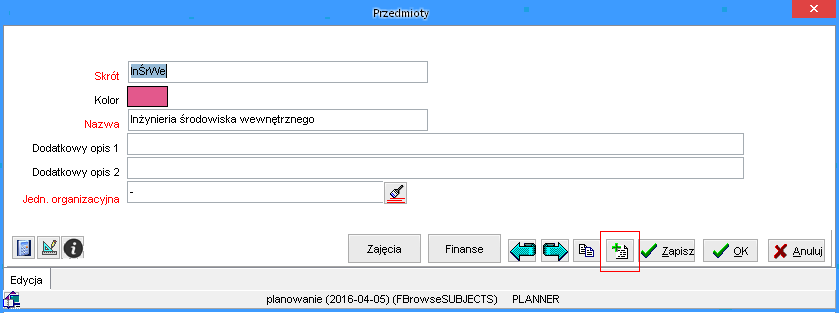 Przedmioty
Skrót InŚrWe
Kolor
Nazwa Inżynieria środowiska wewnętrznego
Dodatkowy opis 1
Dodatkowy opis 2
Jedn. organizacyjna -
Zajęcia Finanse Zapisz OK Anuluj
Edycja
planowanie (2016-04-05) (FBrowseSUBJECTS) PLANNER